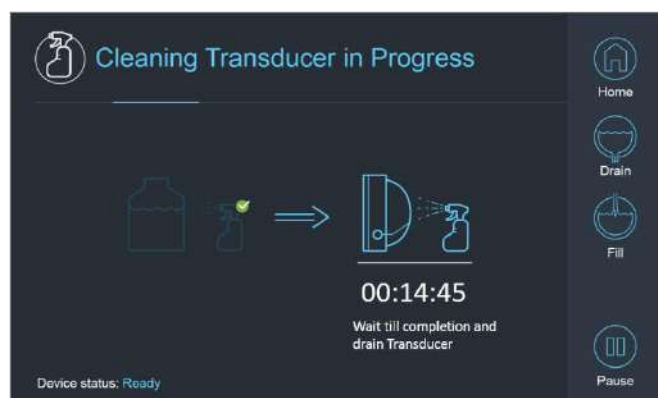 Cleaning Transducer in Progress
Home
Drain
Fill
00:14:45
Wait till completion and
drain Transducer
Device status: Ready
Pause